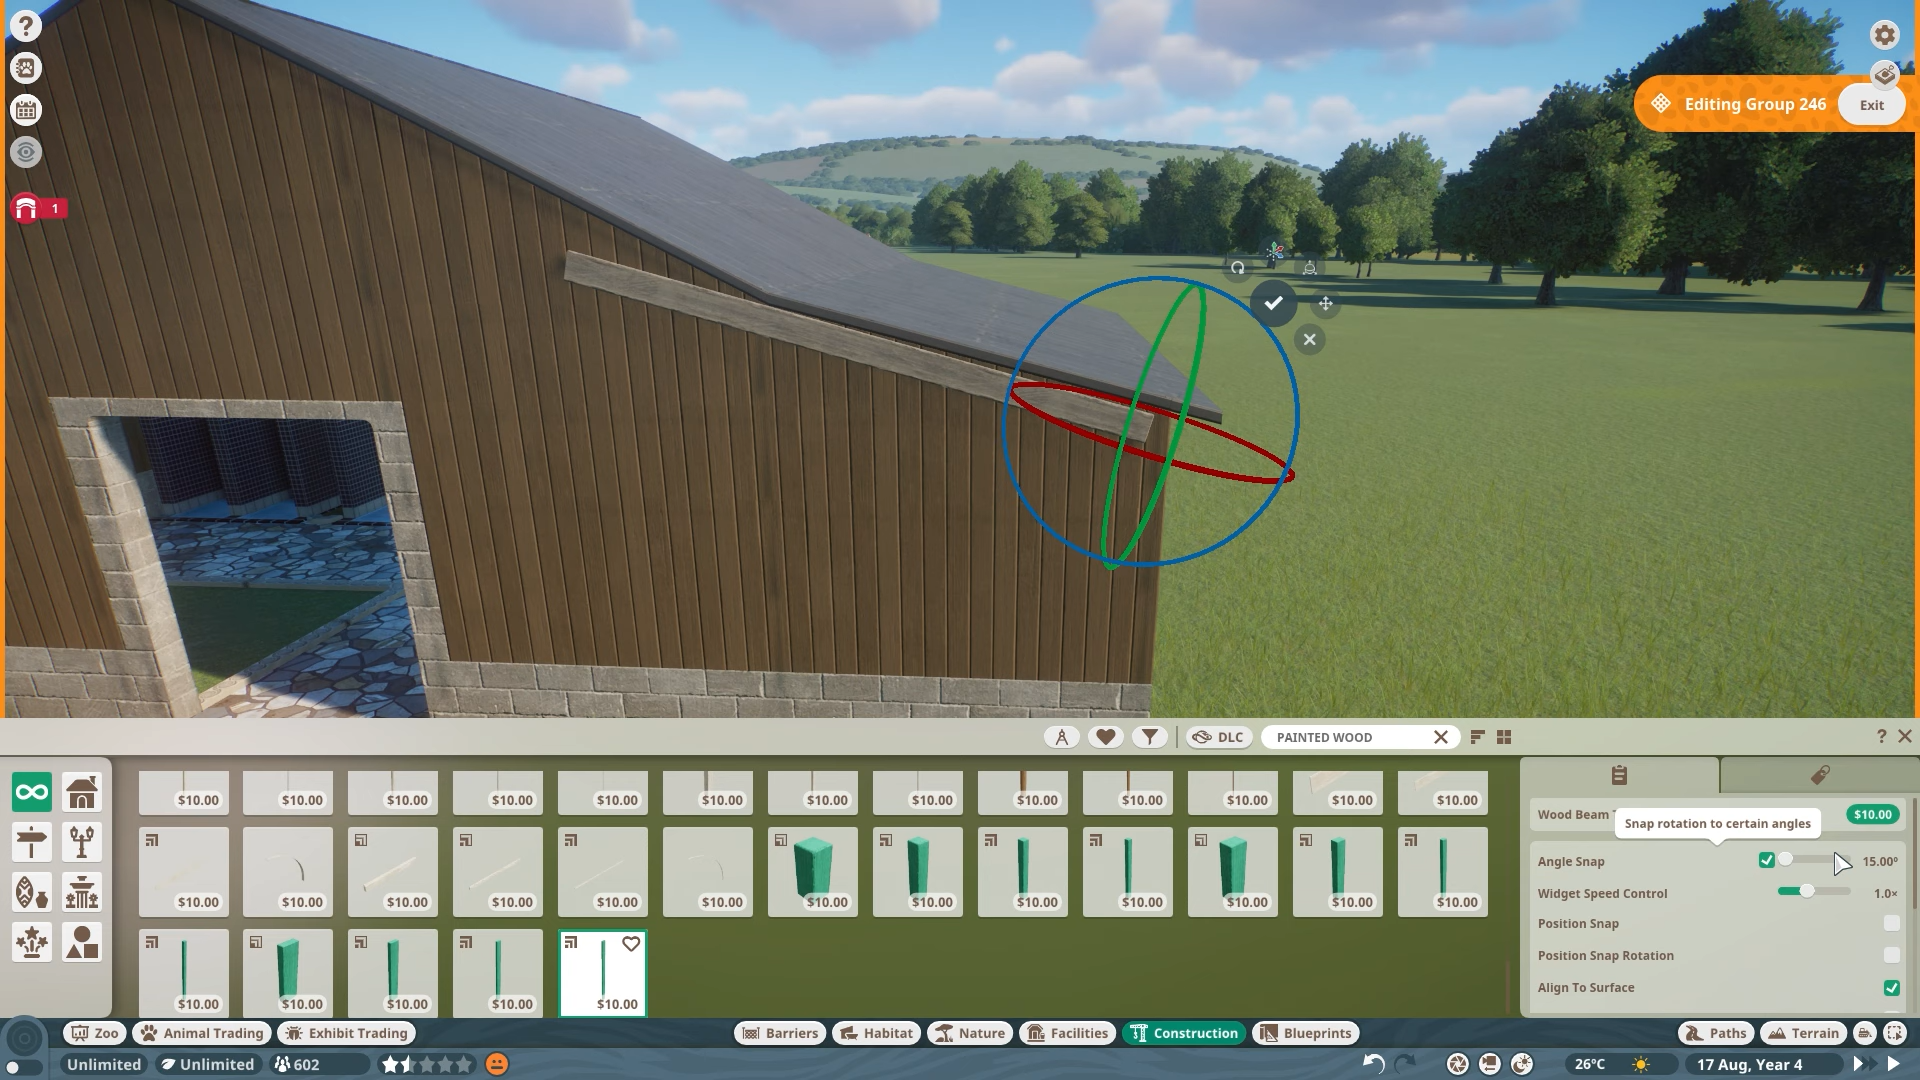 Editing Group 246
Exit
1
DLC
PAINTED WOOD
?
$10.00 $10.00 $10.00 $10.00 $10.00 $10.00 $10.00 $10.00 $10.00 $10.00 $10.00 $10.00 $10.00
$10.00 $10.00 $10.00 $10.00 $10.00 $10.00 $10.00 $10.00 $10.00 $10.00 $10.00 $10.00 $10.00
$10.00 $10.00 $10.00 $10.00 $10.00
Wood Beam
$10.00
Snap rotation to certain angles
Angle Snap 15.00°
Widget Speed Control 1.0×
Position Snap
Position Snap Rotation
Align To Surface
Zoo Animal Trading Exhibit Trading Barriers Habitat Nature Facilities Construction Blueprints Paths Terrain
Unlimited Unlimited 602 26°C 17 Aug, Year 4